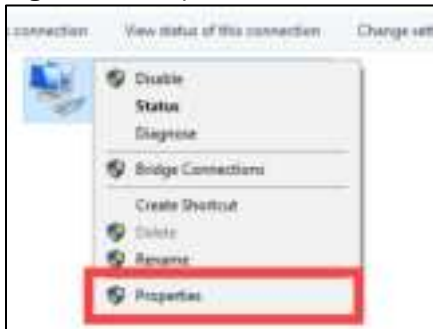 connection View status of this connection Change sett
Disable
Status
Diagnose
Bridge Connections
Create Shortcut
Delete
Rename
Properties